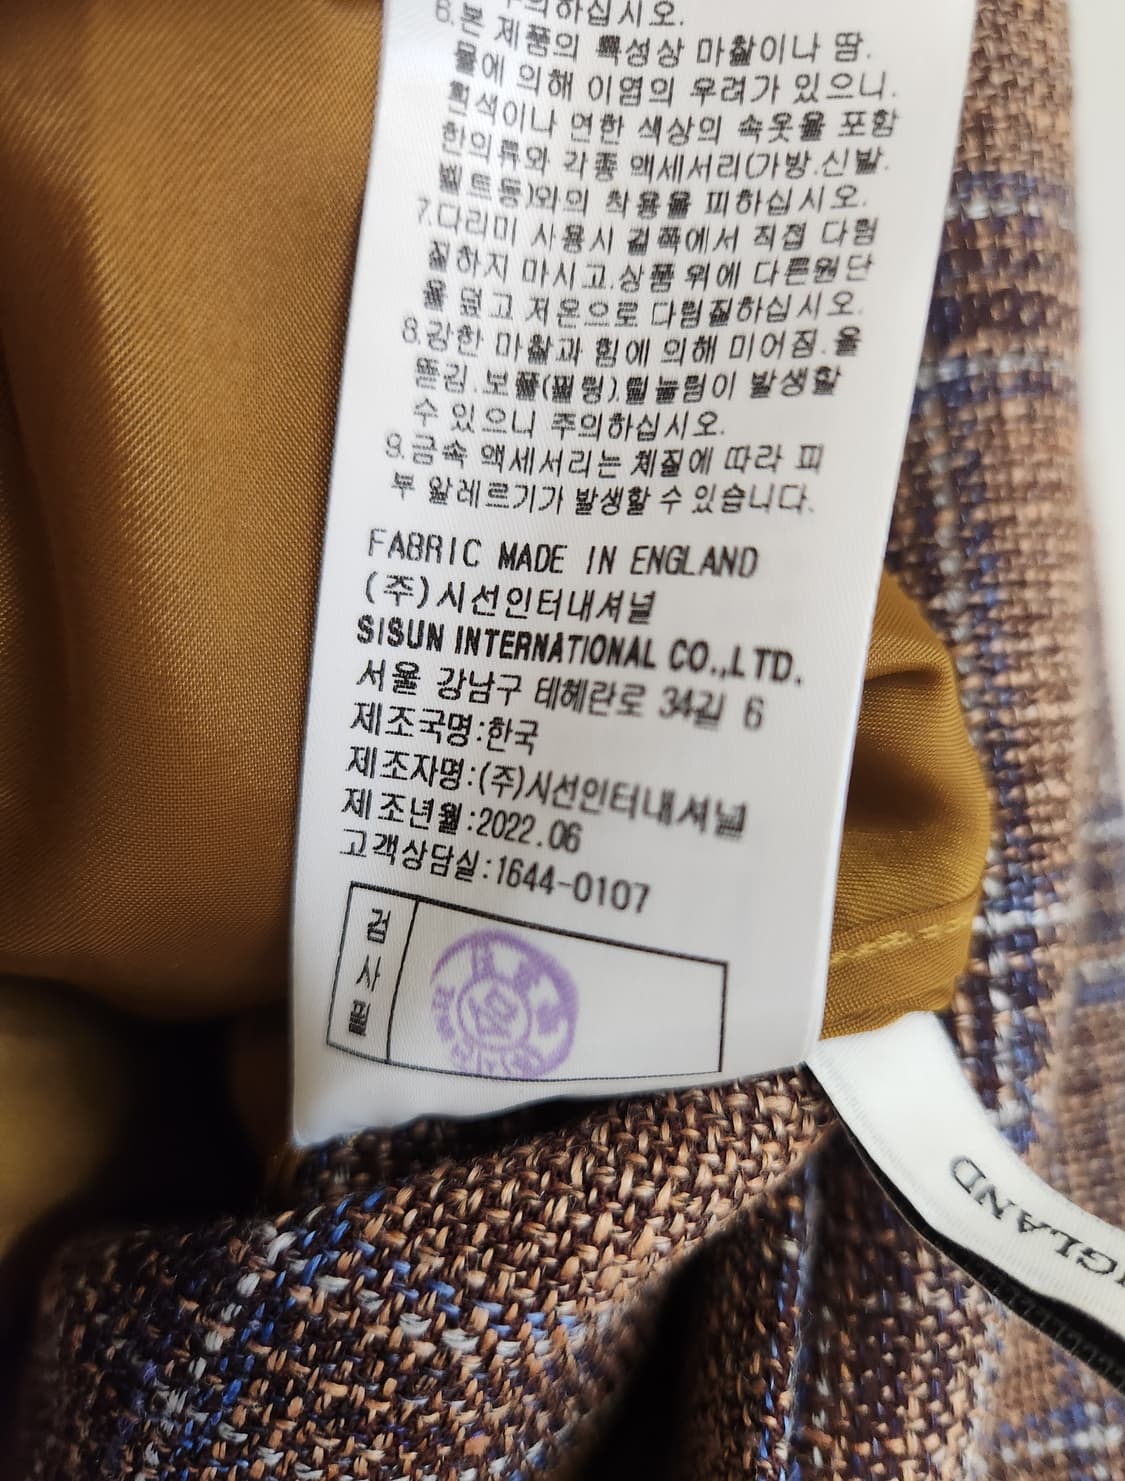 주의하십시오.
6.본 제품의 특성상 마찰이나 땀.
물에 의해 이염의 우려가 있으니.
흰색이나 연한 색상의 속옷을 포함
한의류와 각종 액세서리(가방.신발.
벨트등)와의 착용을 피하십시오.
7.다리미 사용시 겉쪽에서 직접 다림
질하지 마시고.상품 위에 다른원단
을 덮고 저온으로 다림질하십시오.
8.강한 마찰과 힘에 의해 미어짐.올
뜯김.보풀(필링).털눌림이 발생할
수 있으니 주의하십시오.
9.금속 액세서리는 체질에 따라 피
부 알레르기가 발생할 수 있습니다.
FABRIC MADE IN ENGLAND
(주)시선인터내셔널
SISUN INTERNATIONAL CO.,LTD.
서울 강남구 테헤란로 34길 6
제조국명:한국
제조자명:(주)시선인터내셔널
제조년월:2022.06
고객상담실:1644-0107
검사필